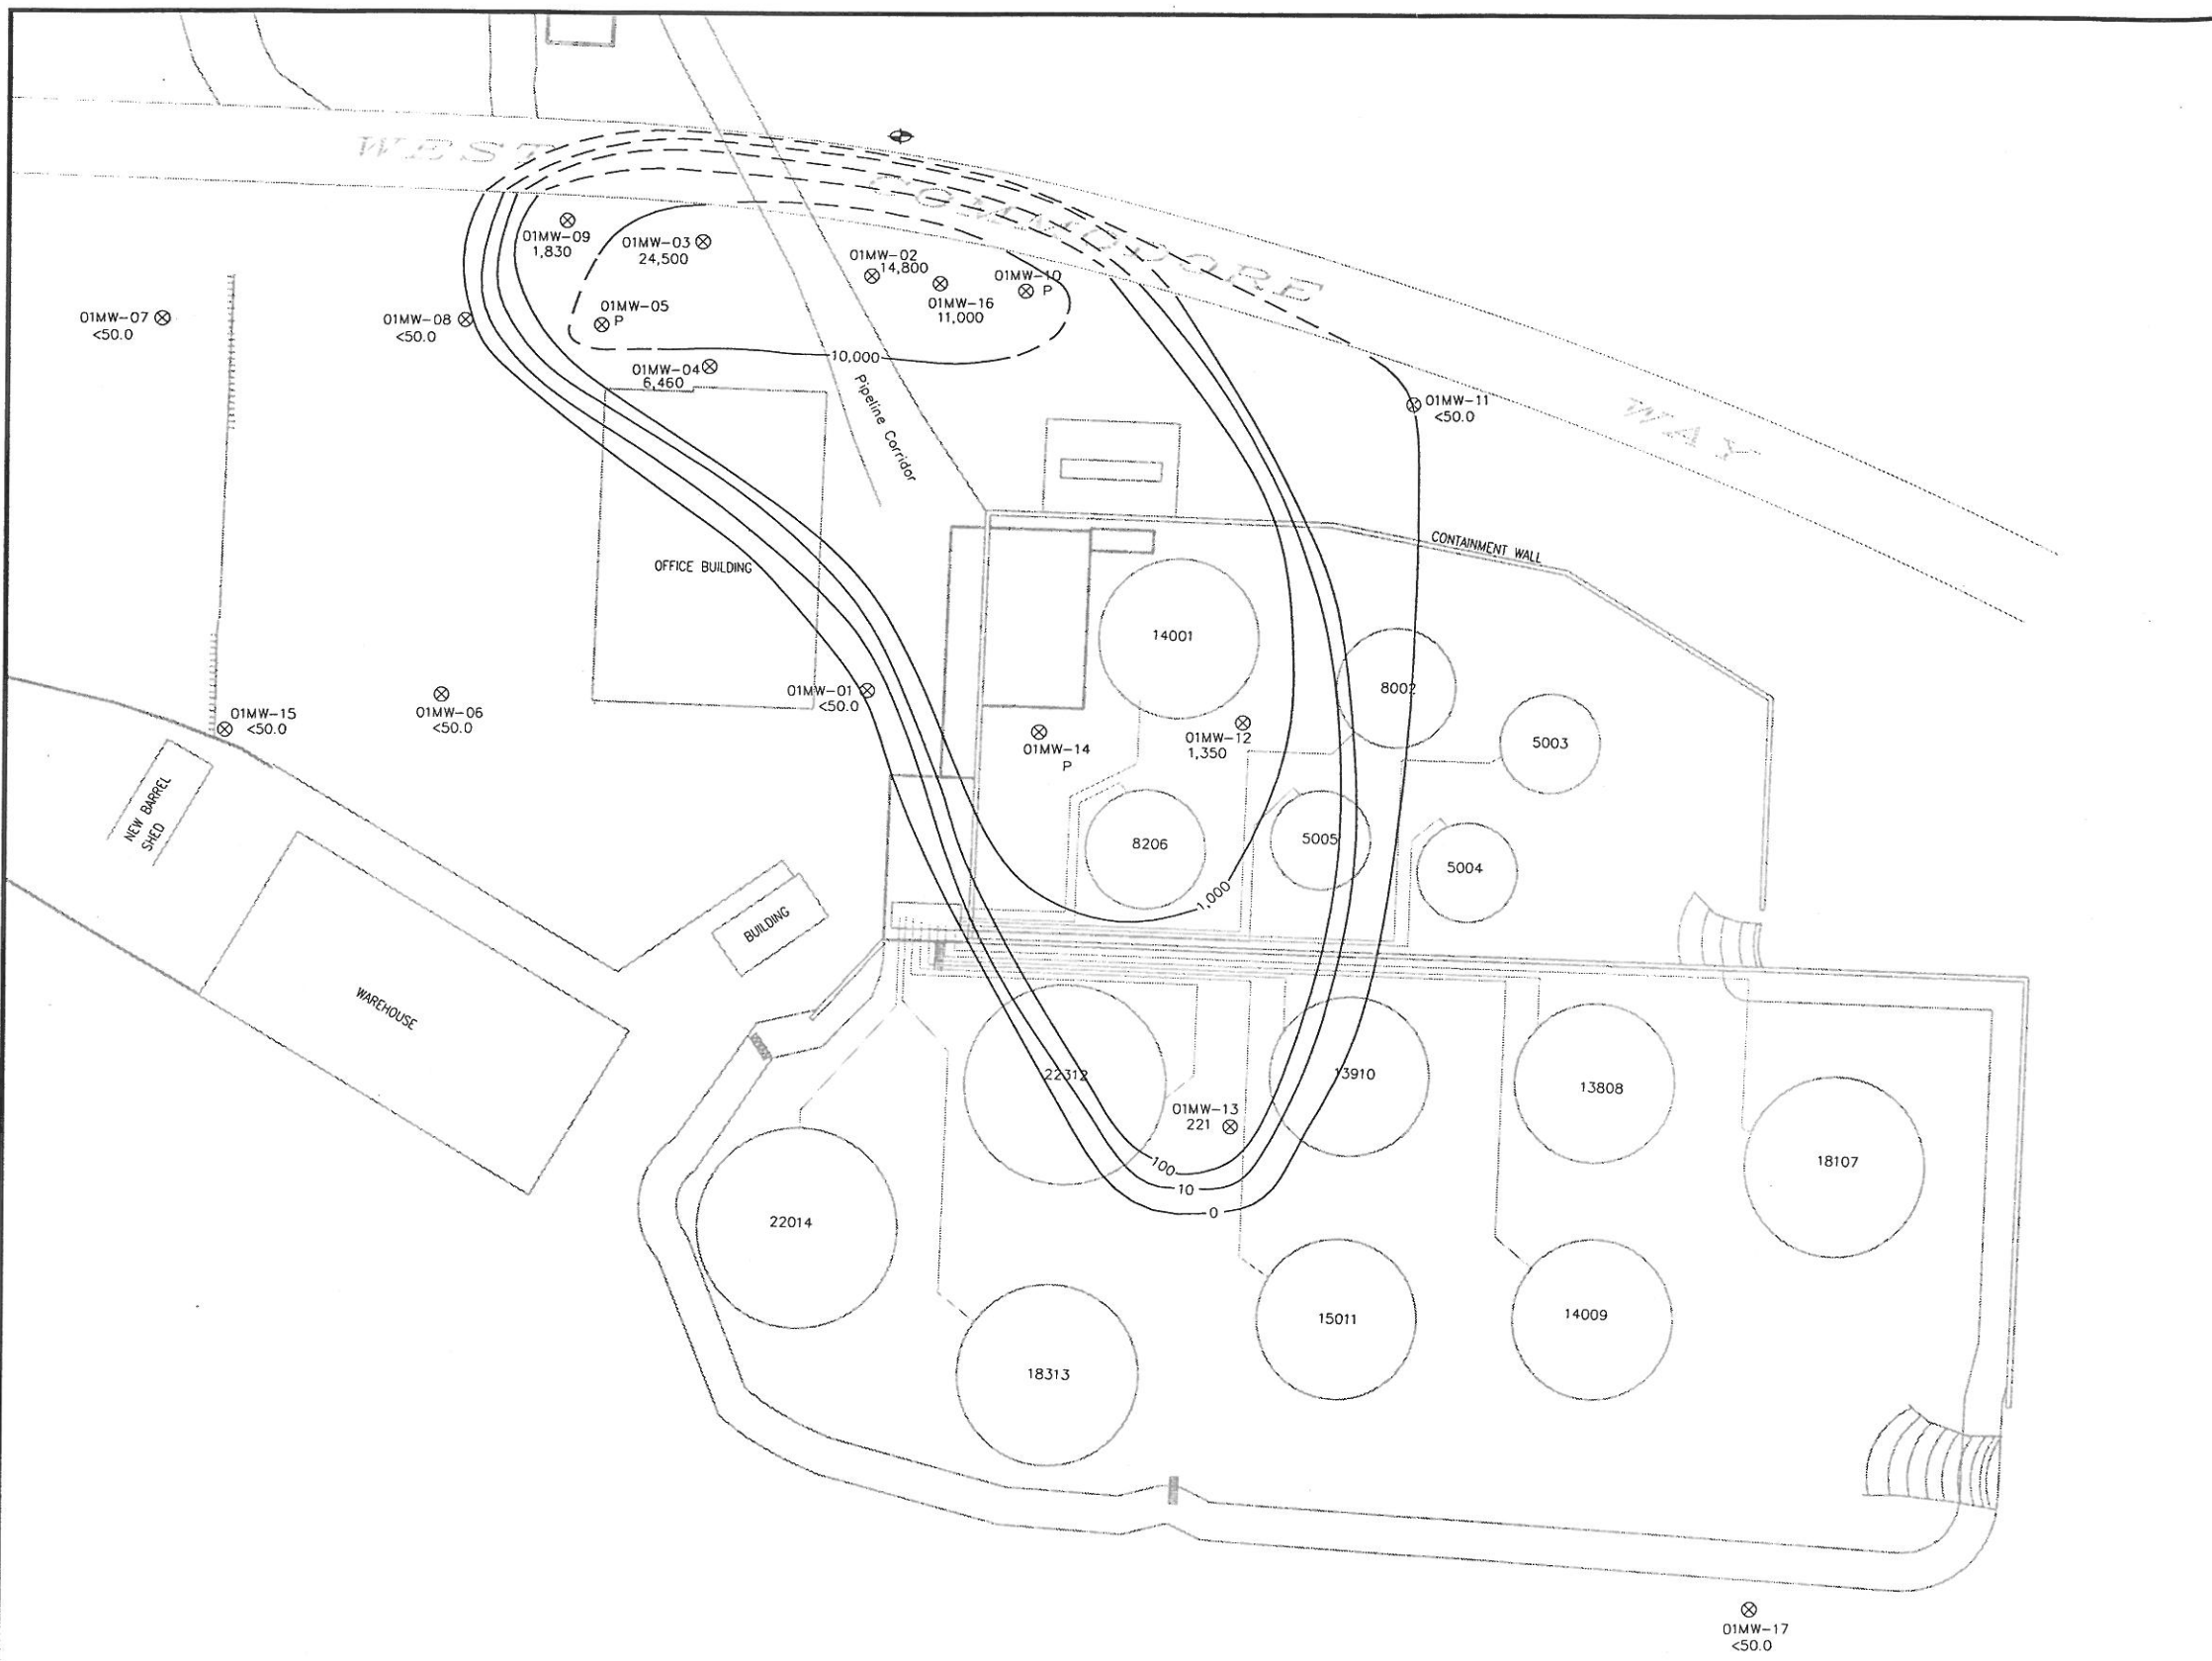 WEST
COMMODORE
WAY
01MW-09
1,830
01MW-03
24,500
01MW-02
14,800
01MW-10
P
01MW-16
11,000
01MW-05
P
01MW-07
<50.0
01MW-08
<50.0
10,000
01MW-04
6,460
Pipeline Corridor
01MW-11
<50.0
CONTAINMENT WALL
OFFICE BUILDING
14001
8002
5003
01MW-01
<50.0
01MW-15
<50.0
01MW-06
<50.0
01MW-14
P
01MW-12
1,350
NEW BARREL
SHED
8206
5005
5004
1,000
BUILDING
WAREHOUSE
22312
13910
13808
01MW-13
221
18107
100
10
0
22014
15011
14009
18313
01MW-17
<50.0